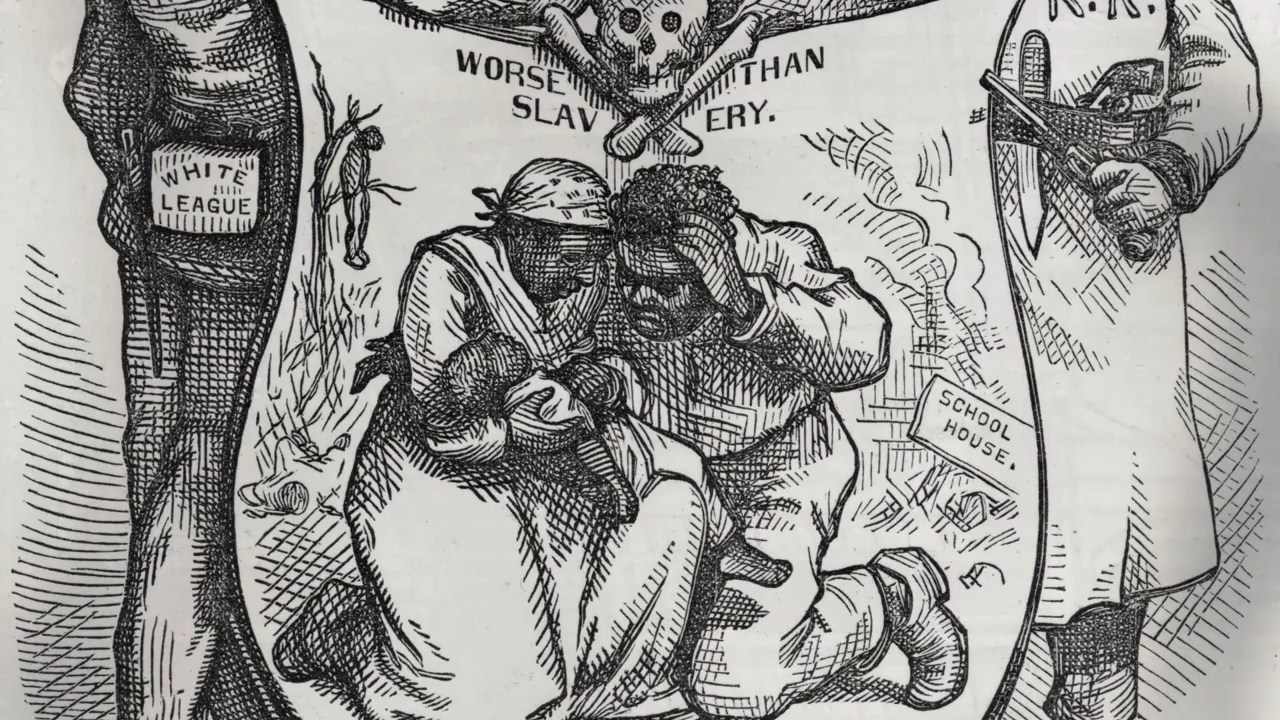 K.K.
WORSE THAN
SLAV ERY.
WHITE
LEAGUE
SCHOOL
HOUSE.